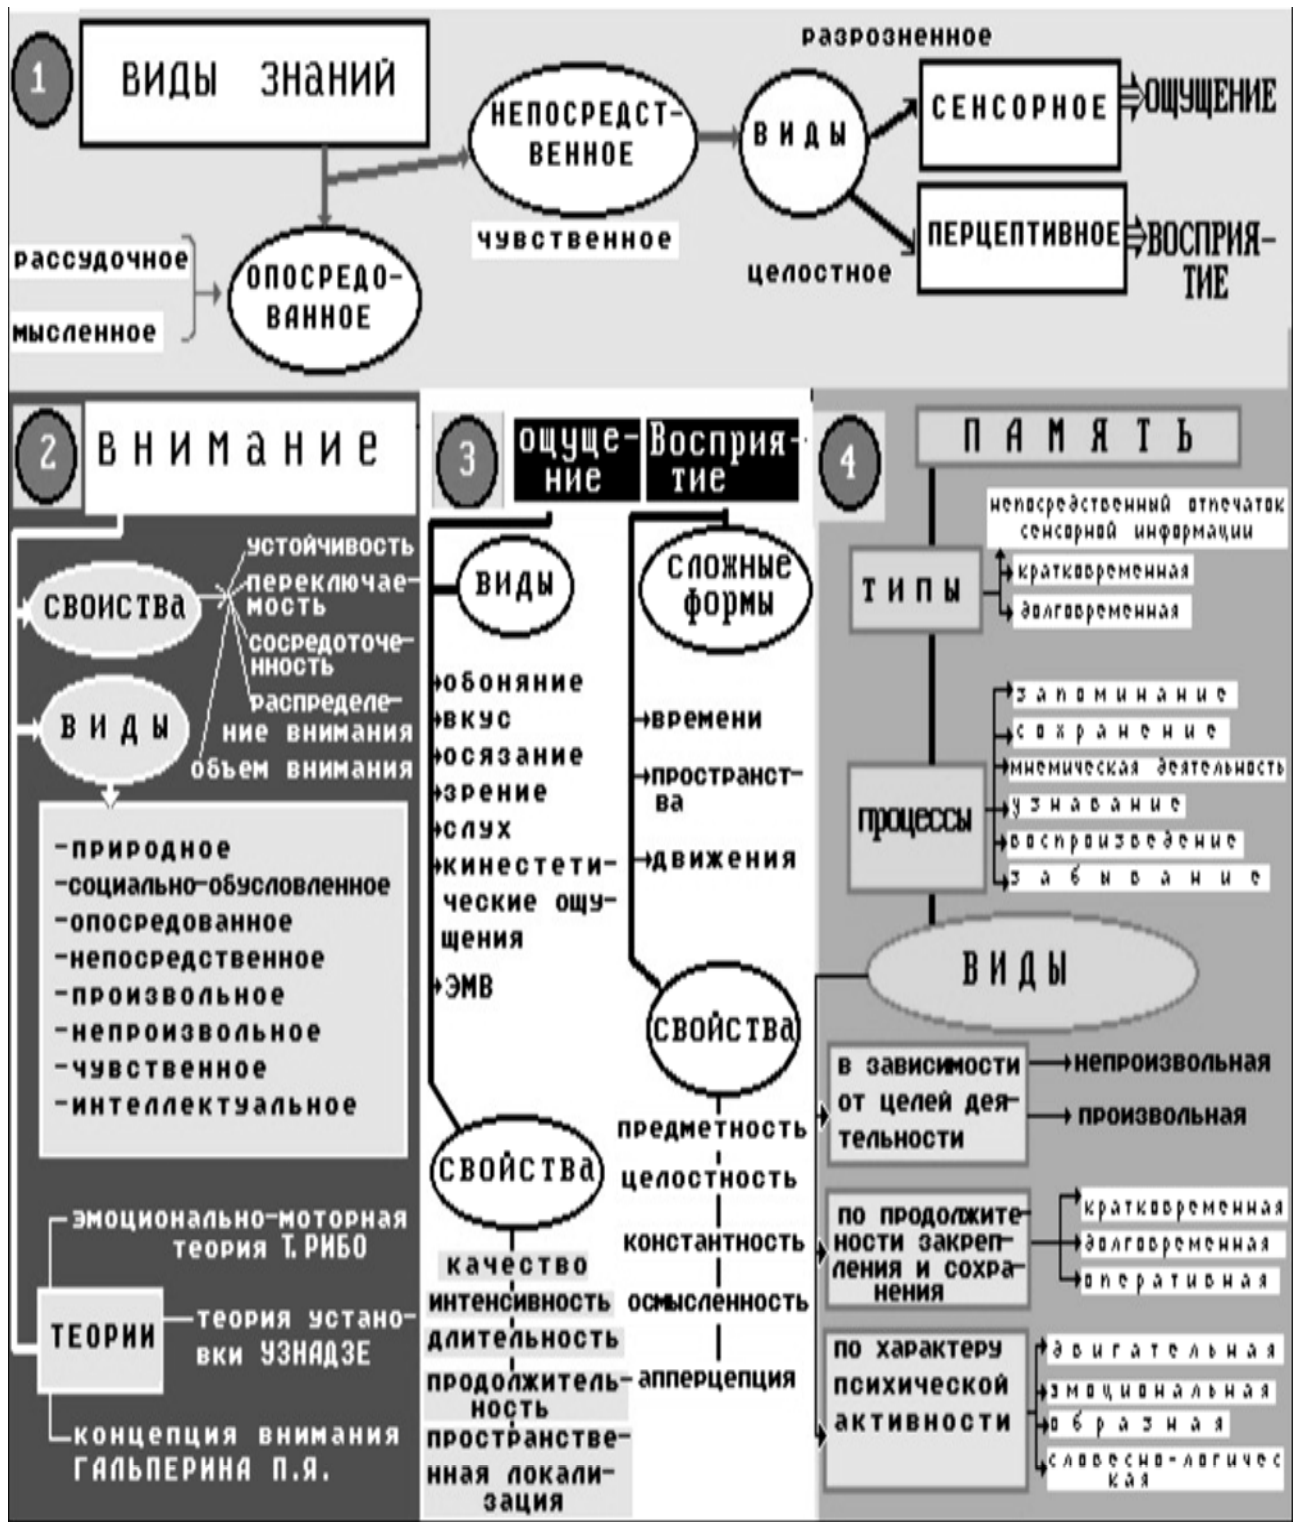 1
ВИДЫ ЗНАНИЙ
рассудочное
мысленное
ОПОСРЕДО-
ВАННОЕ
НЕПОСРЕДСТ-
ВЕННОЕ
чувственное
ВИДЫ
разрозненное
СЕНСОРНОЕ
ОЩУЩЕНИЕ
целостное
ПЕРЦЕПТИВНОЕ
ВОСПРИЯ-
ТИЕ
2
внимание
СВОИСТВА
УСТОЙЧИВОСТЬ
ПЕРЕКЛЮЧАЕ-
МОСТЬ
СОСРЕДОТОЧЕ-
ННОСТЬ
РАСПРЕДЕЛЕ-
НИЕ ВНИМАНИЯ
ОБЪЕМ ВНИМАНИЯ
ВИДЫ
-ПРИРОДНОЕ
-СОЦИАЛЬНО-ОБУСЛОВЛЕННОЕ
-ОПОСРЕДОВАННОЕ
-НЕПОСРЕДСТВЕННОЕ
-ПРОИЗВОЛЬНОЕ
-НЕПРОИЗВОЛЬНОЕ
-ЧУВСТВЕННОЕ
-ИНТЕЛЛЕКТУАЛЬНОЕ
ТЕОРИИ
ЭМОЦИОНАЛЬНО-МОТОРНАЯ
ТЕОРИЯ Т. РИБО
ТЕОРИЯ УСТАНО-
ВКИ УЗНАДЗЕ
КОНЦЕПЦИЯ ВНИМАНИЯ
ГАЛЬПЕРИНА П.Я.
3
ощуще-
ние
Восприя-
тие
ВИДЫ
обоняние
вкус
осязание
зрение
слух
кинестети-
ческие ощу-
щения
ЭМВ
СВОЙСТВА
качество
интенсивность
длительность
продолжитель-
ность
пространстве-
нная локали-
зация
СЛОЖНЫЕ
формы
времени
пространст-
ва
движения
СВОЙСТВА
предметность
целостность
константность
осмысленность
апперцепция
4
ПАМЯТЬ
ТИПЫ
непосредственный отпечаток
сенсорной информации
кратковременная
долговременная
процессы
запоминание
сохранение
мнемическая деятельность
узнавание
воспроизведение
забывание
ВИДЫ
в зависимости
от целей дея-
тельности
непроизвольная
произвольная
по продолжите-
ности закреп-
ления и сохра-
нения
кратковременная
долговременная
оперативная
по характеру
психической
активности
двигательная
эмоциональная
образная
словесно-логичес
кая